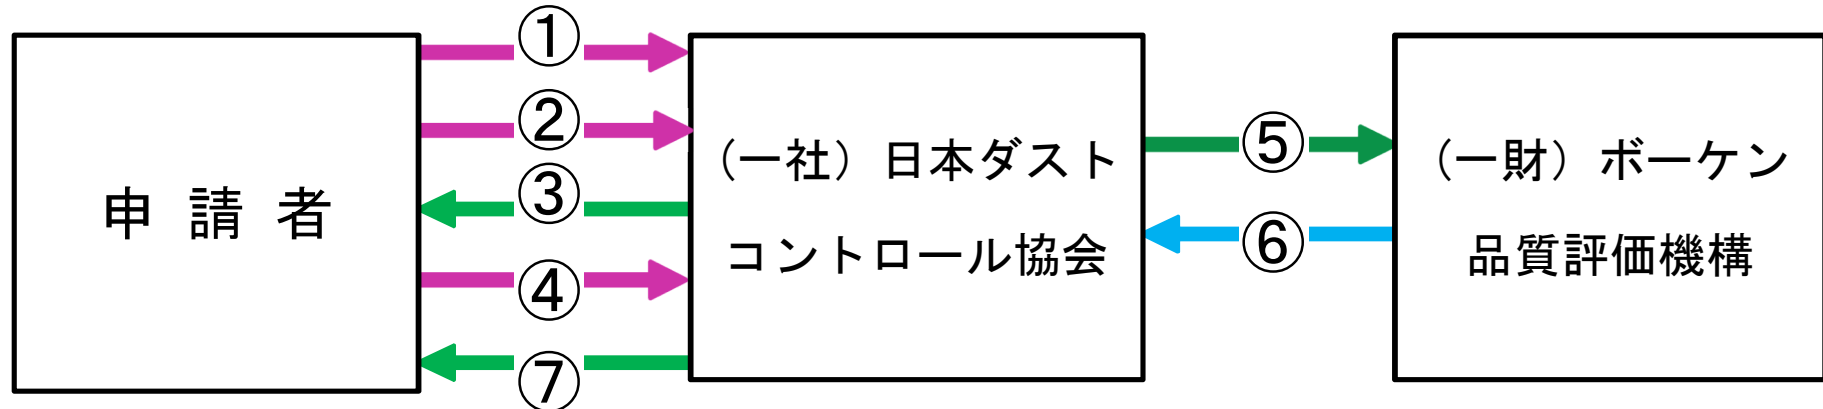 申 請 者
①
②
③
④
⑦
（一社）日本ダスト
コントロール協会
⑤
⑥
（一財）ボーケン
品質評価機構